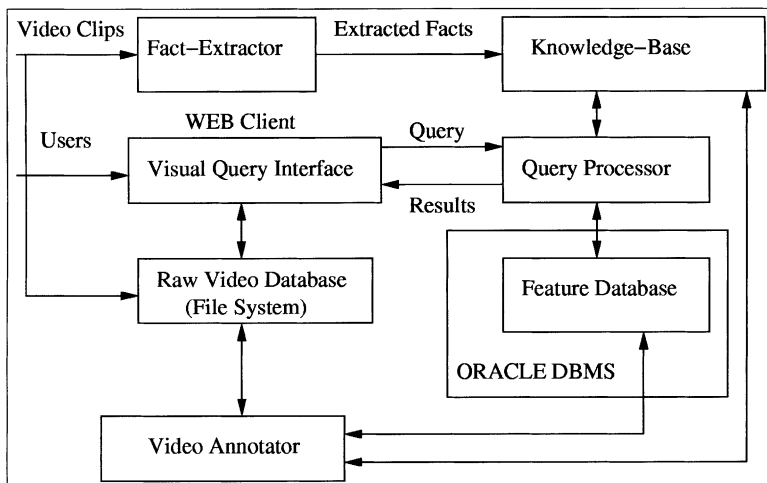 Video Clips
Fact-Extractor
Extracted Facts
Knowledge-Base
WEB Client
Users
Visual Query Interface
Query
Query Processor
Results
Raw Video Database
(File System)
Feature Database
ORACLE DBMS
Video Annotator